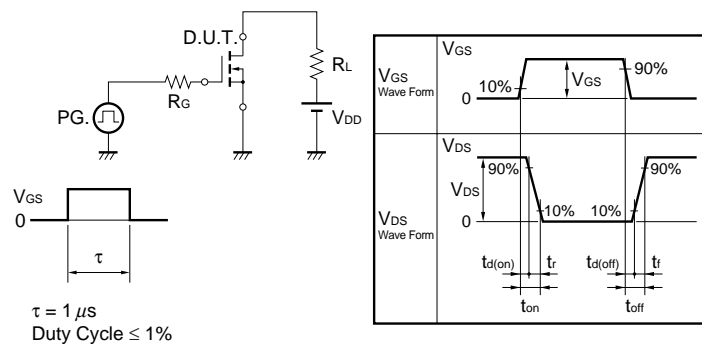 D.U.T.
RG
RL
PG.
VDD
VGS
0
τ
τ = 1 μs
Duty Cycle ≤ 1%
VGS
Wave Form
VGS
10%
VGS
90%
0
VDS
Wave Form
VDS
90%
90%
VDS
10%
10%
0
td(on)
tr
td(off)
tf
ton
toff